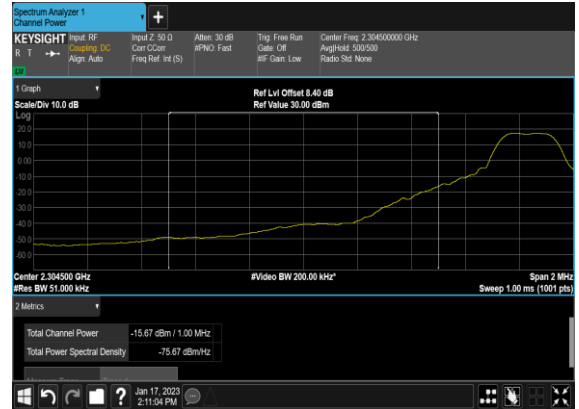 Spectrum Analyzer 1
Channel Power
+
KEYSIGHT Input: RF Input Z: 50 Ω Atten: 30 dB Trig: Free Run Center Freq: 2.304500000 GHz
R T Coupling: DC Corr CCorr #PNO: Fast Gate: Off Avg|Hold: 500/500
Align: Auto Freq Ref: Int (S) #IF Gain: Low Radio Std: None
1 Graph
Ref Lvl Offset 8.40 dB
Scale/Div 10.0 dB Ref Value 30.00 dBm
Log
20.0
10.0
0.00
-10.0
-20.0
-30.0
-40.0
-50.0
-60.0
Center 2.304500 GHz #Video BW 200.00 kHz* Span 2 MHz
#Res BW 51.000 kHz Sweep 1.00 ms (1001 pts)
2 Metrics
Total Channel Power -15.67 dBm / 1.00 MHz
Total Power Spectral Density -75.67 dBm/Hz
? Jan 17, 2023
2:11:04 PM